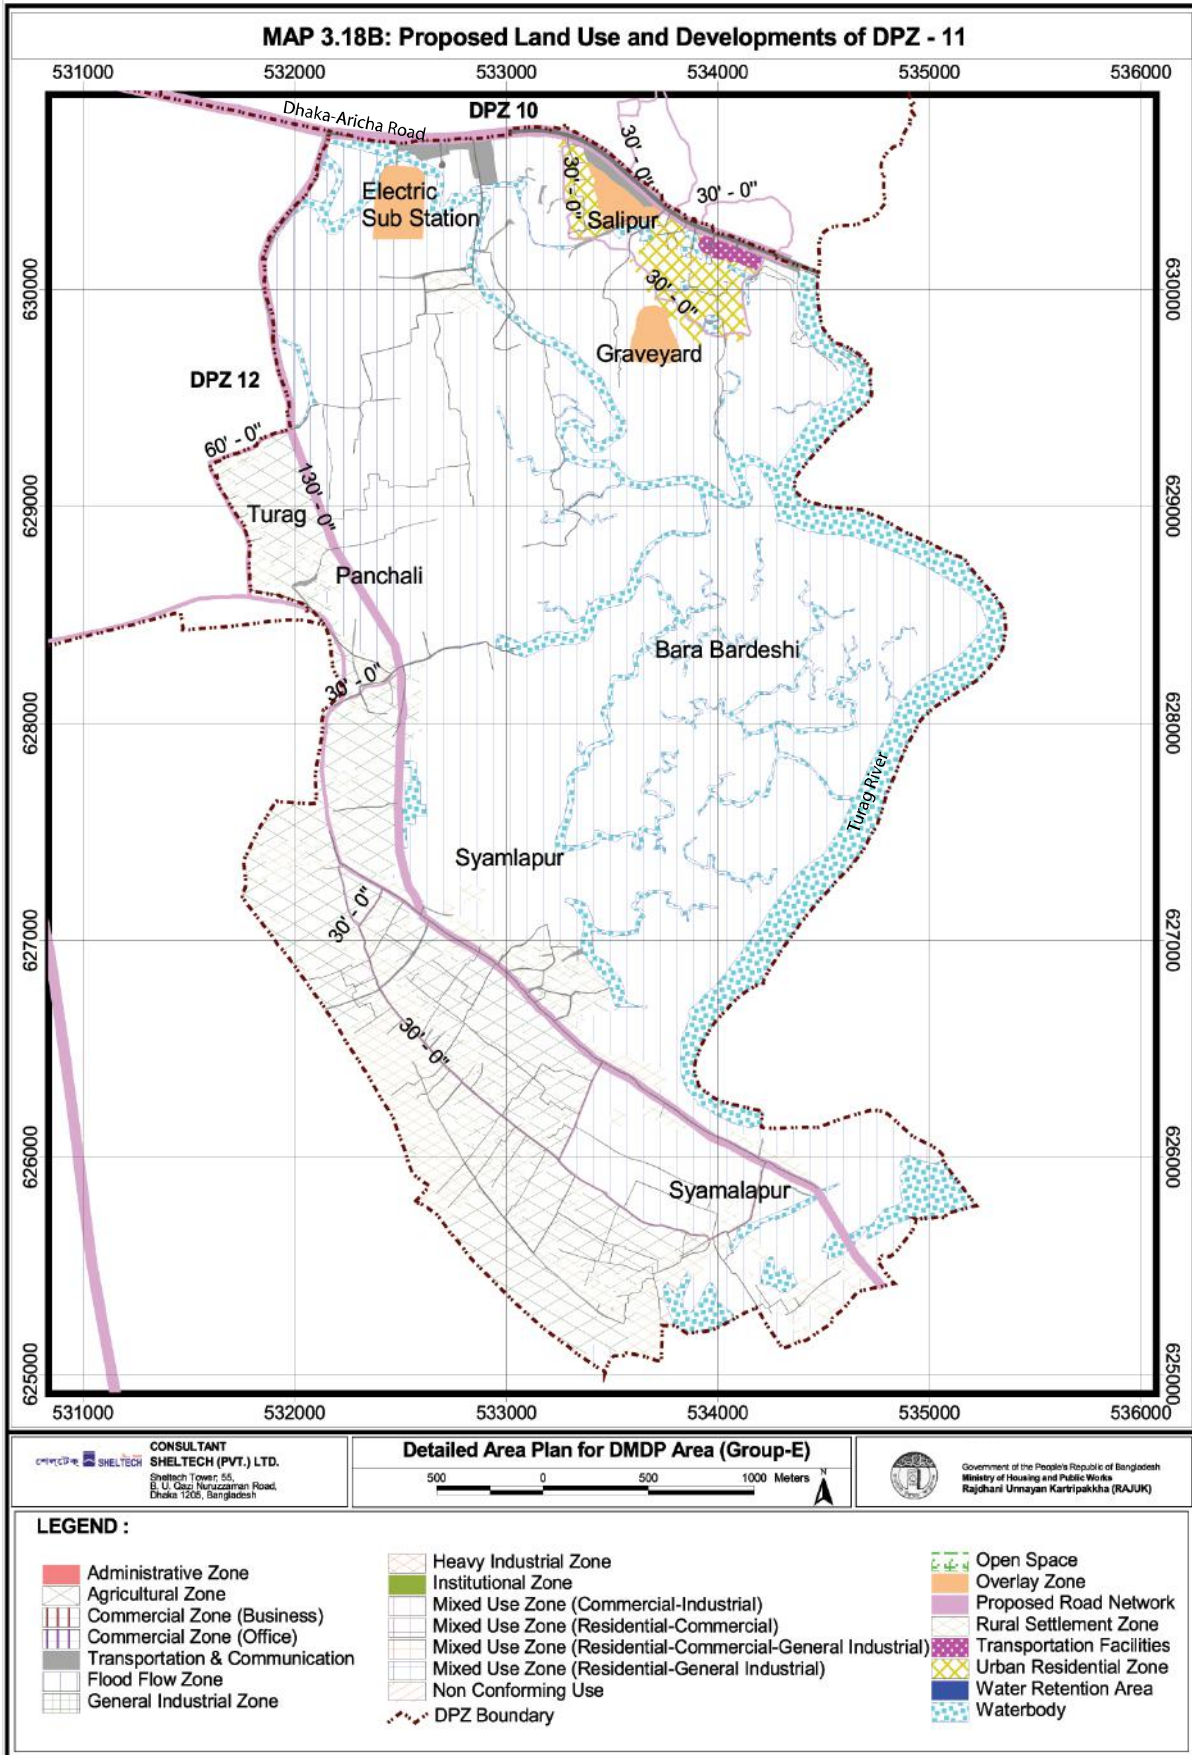 MAP 3.18B: Proposed Land Use and Developments of DPZ - 11
531000 532000 533000 534000 535000 536000
DPZ 10
Dhaka-Aricha Road
30' - 0"
30' - 0"
30' - 0"
Electric
Sub Station
Salipur
630000
630000
30' - 0"
Graveyard
DPZ 12
60' - 0"
130' - 0"
629000
629000
Turag
Panchali
Bara Bardeshi
30' - 0"
628000
628000
Turag River
Syamlapur
30' - 0"
627000
627000
30' - 0"
626000
626000
Syamalapur
625000
625000
531000 532000 533000 534000 535000 536000
শেল্‌টেক্ SHELTECH
CONSULTANT
SHELTECH (PVT.) LTD.
Sheltech Tower, 55,
B. U. Qazi Nuruzzaman Road,
Dhaka 1205, Bangladesh
Detailed Area Plan for DMDP Area (Group-E)
500 0 500 1000 Meters
N
Government of the People's Republic of Bangladesh
Ministry of Housing and Public Works
Rajdhani Unnayan Kartripakkha (RAJUK)
LEGEND :
Administrative Zone
Agricultural Zone
Commercial Zone (Business)
Commercial Zone (Office)
Transportation & Communication
Flood Flow Zone
General Industrial Zone
Heavy Industrial Zone
Institutional Zone
Mixed Use Zone (Commercial-Industrial)
Mixed Use Zone (Residential-Commercial)
Mixed Use Zone (Residential-Commercial-General Industrial)
Mixed Use Zone (Residential-General Industrial)
Non Conforming Use
DPZ Boundary
Open Space
Overlay Zone
Proposed Road Network
Rural Settlement Zone
Transportation Facilities
Urban Residential Zone
Water Retention Area
Waterbody